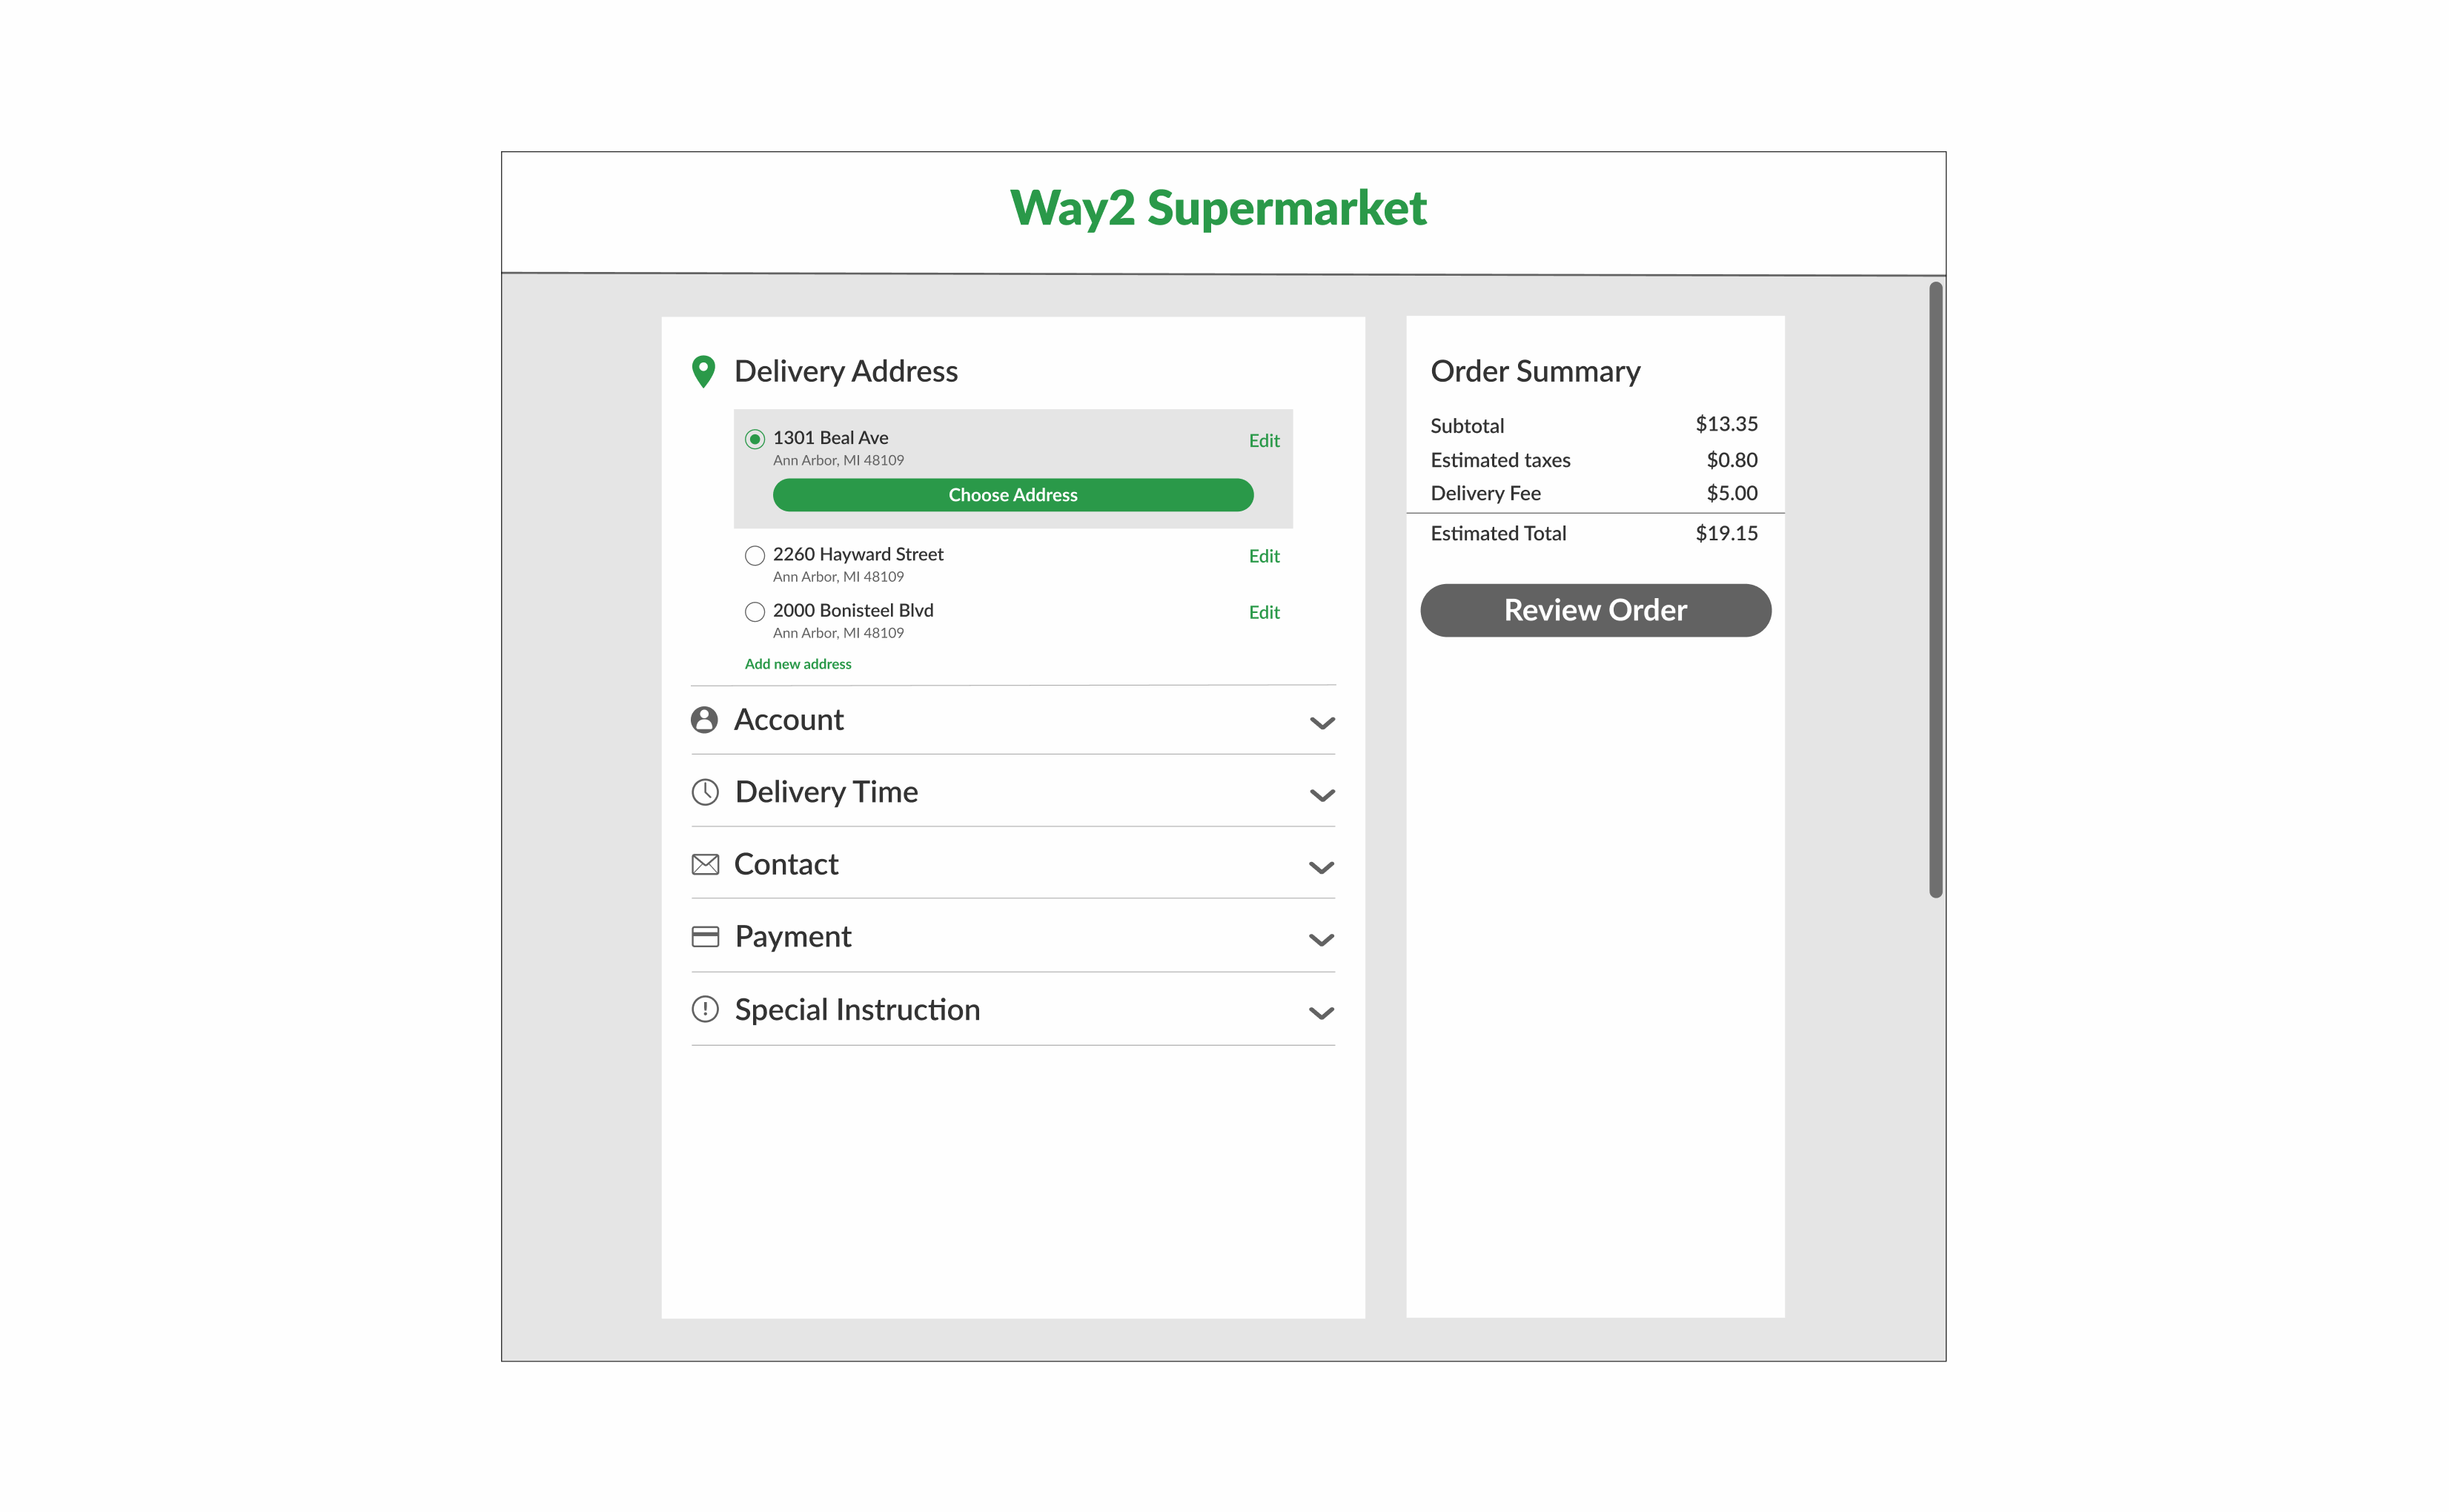 Way2 Supermarket
Delivery Address
1301 Beal Ave
Edit
Ann Arbor, MI 48109
Choose Address
2260 Hayward Street
Edit
Ann Arbor, MI 48109
2000 Bonisteel Blvd
Edit
Ann Arbor, MI 48109
Add new address
Account
Delivery Time
Contact
Payment
Special Instruction
Order Summary
Subtotal $13.35
Estimated taxes $0.80
Delivery Fee $5.00
Estimated Total $19.15
Review Order